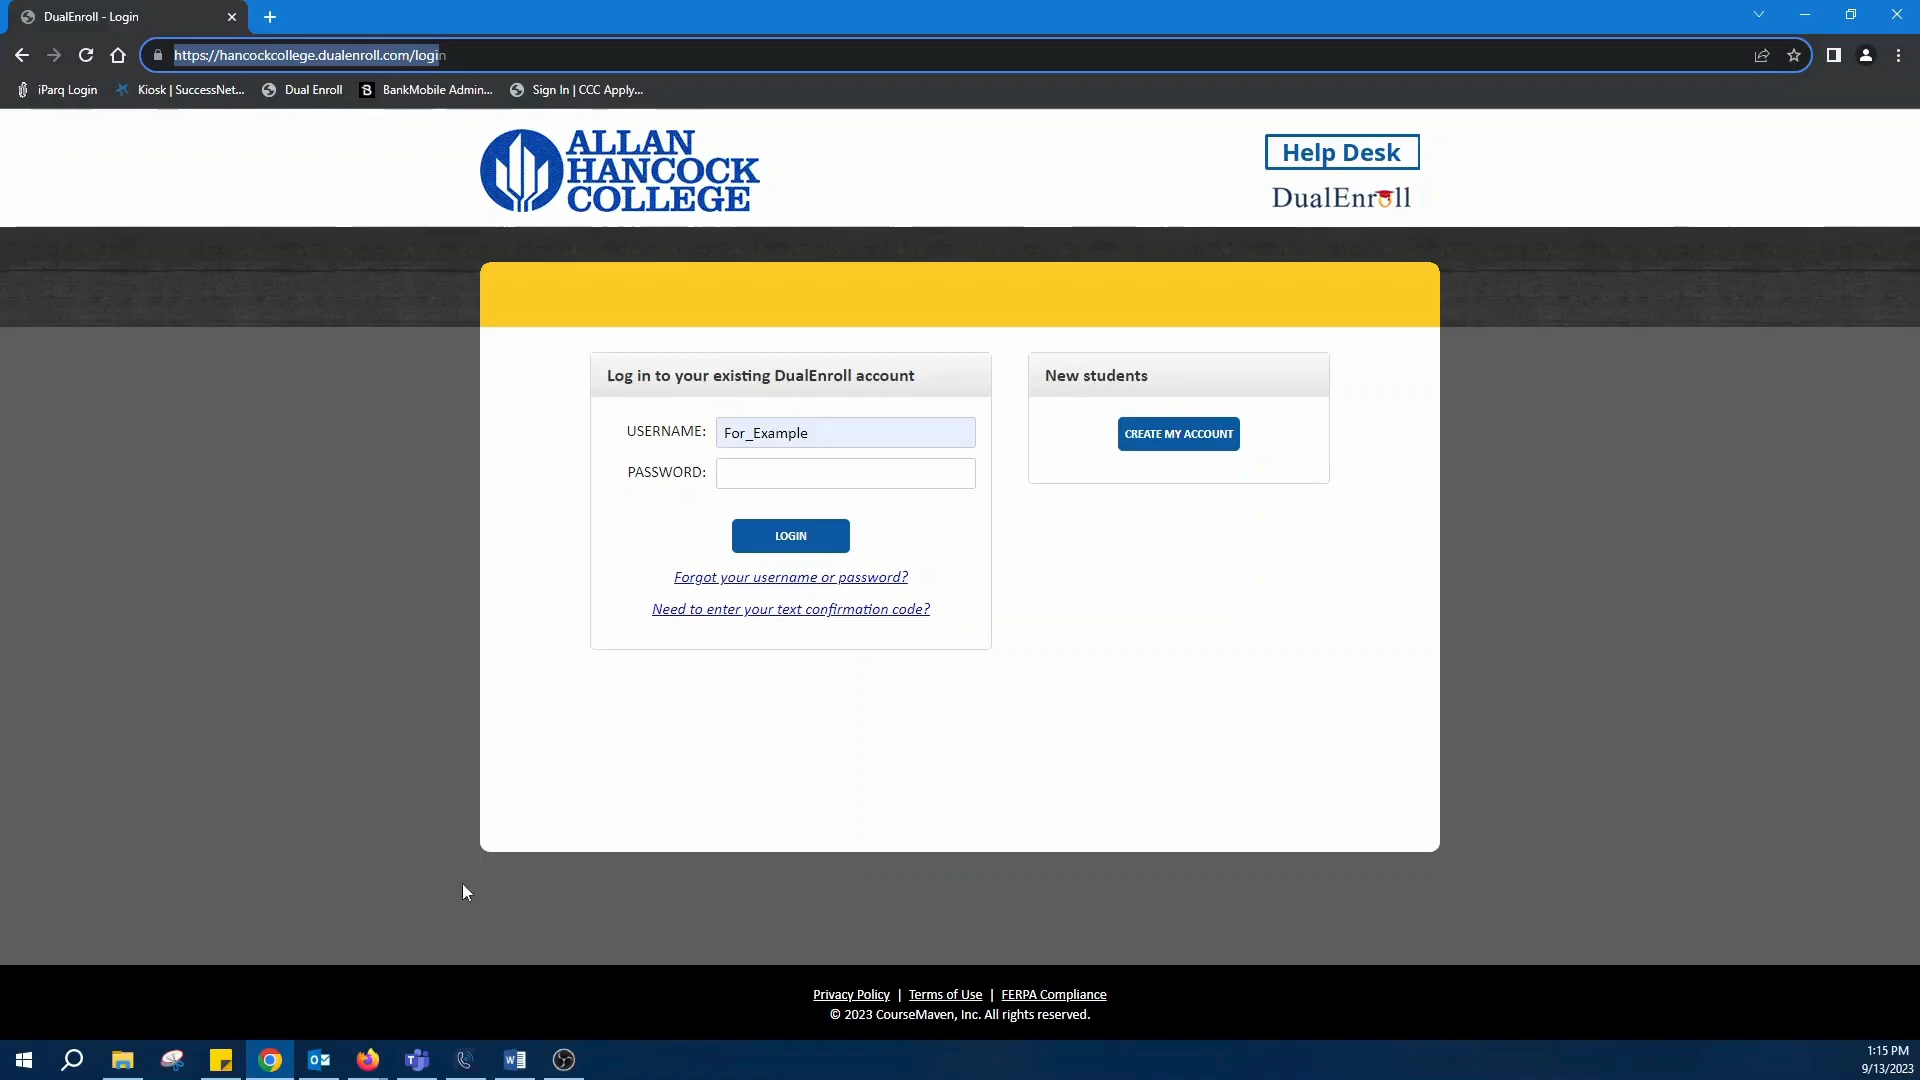 DualEnroll - Login
https://hancockcollege.dualenroll.com/login
iParq Login
Kiosk | SuccessNet...
Dual Enroll
B BankMobile Admin...
Sign In | CCC Apply...
ALLAN
HANCOCK
COLLEGE
Help Desk
DualEnroll
Log in to your existing DualEnroll account
USERNAME: For_Example
PASSWORD:
LOGIN
Forgot your username or password?
Need to enter your text confirmation code?
New students
CREATE MY ACCOUNT
Privacy Policy | Terms of Use | FERPA Compliance
© 2023 CourseMaven, Inc. All rights reserved.
1:15 PM
9/13/2023